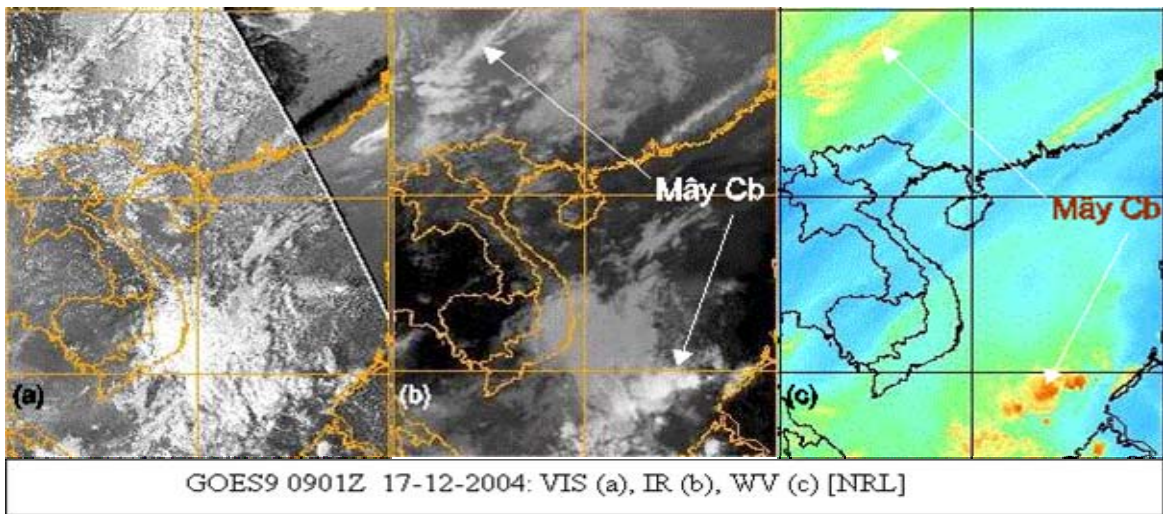 Mây Cb
Mây Cb
(a)
(b)
(c)
GOES9 0901Z 17-12-2004: VIS (a), IR (b), WV (c) [NRL]